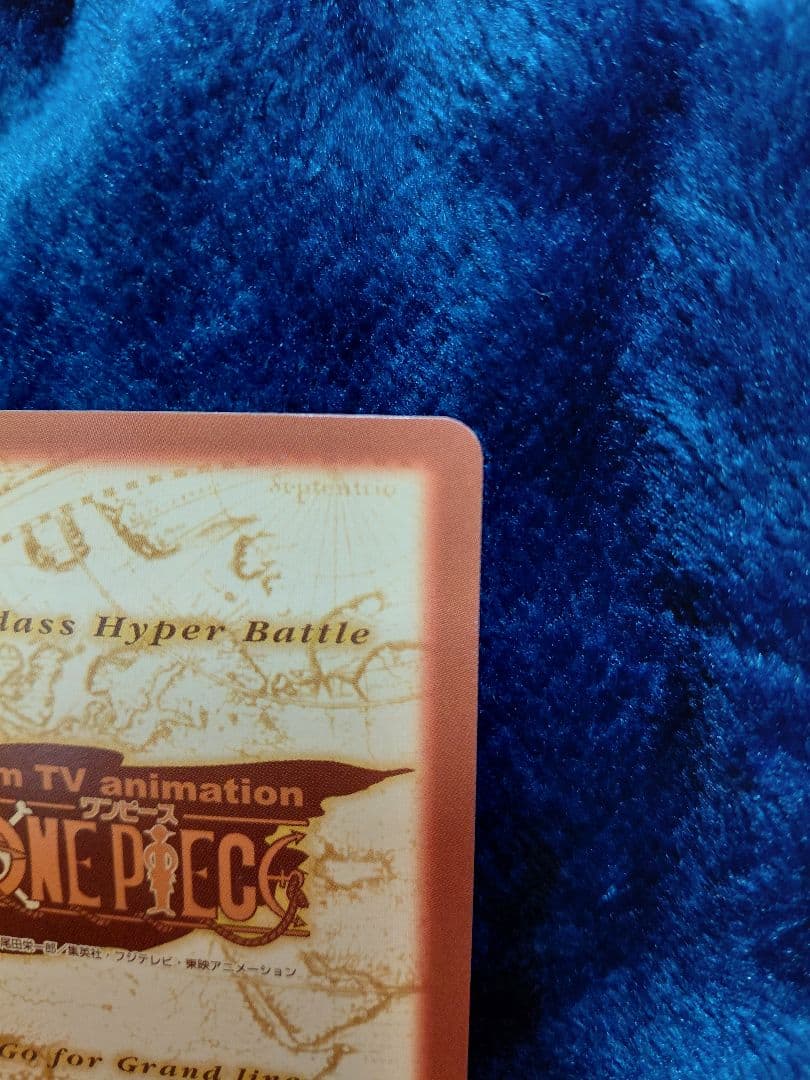 Septentrio
dass Hyper Battle
m TV animation
ワンピース
ONE PIECE
尾田栄一郎／集英社・フジテレビ・東映アニメーション
Go for Grand line